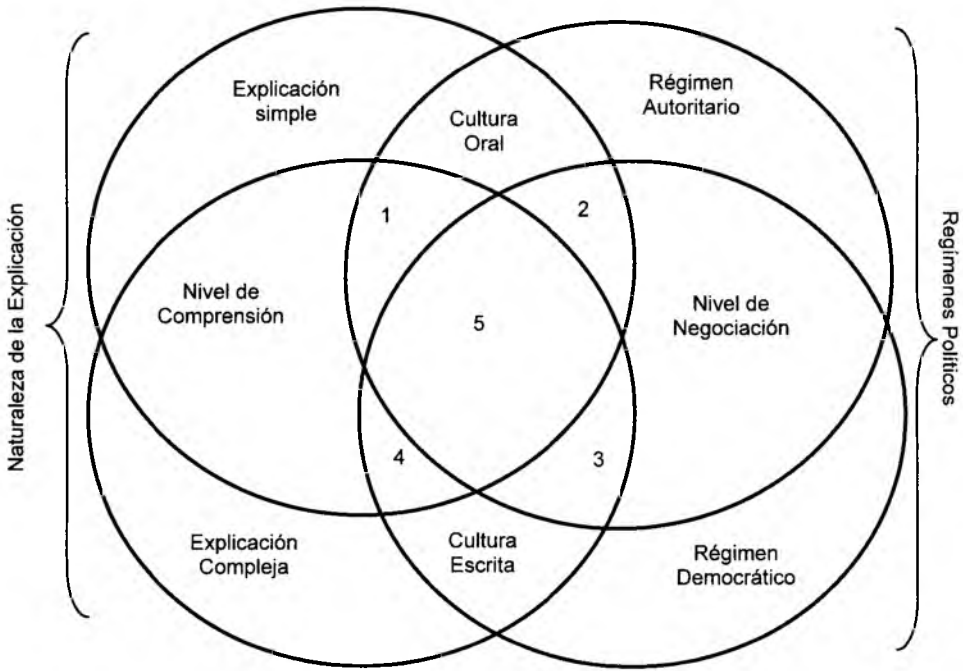 Explicación
simple
Cultura
Oral
Régimen
Autoritario
1
2
Naturaleza de la Explicación
Nivel de
Comprensión
5
Nivel de
Negociación
Regímenes Políticos
4
3
Explicación
Compleja
Cultura
Escrita
Régimen
Democrático